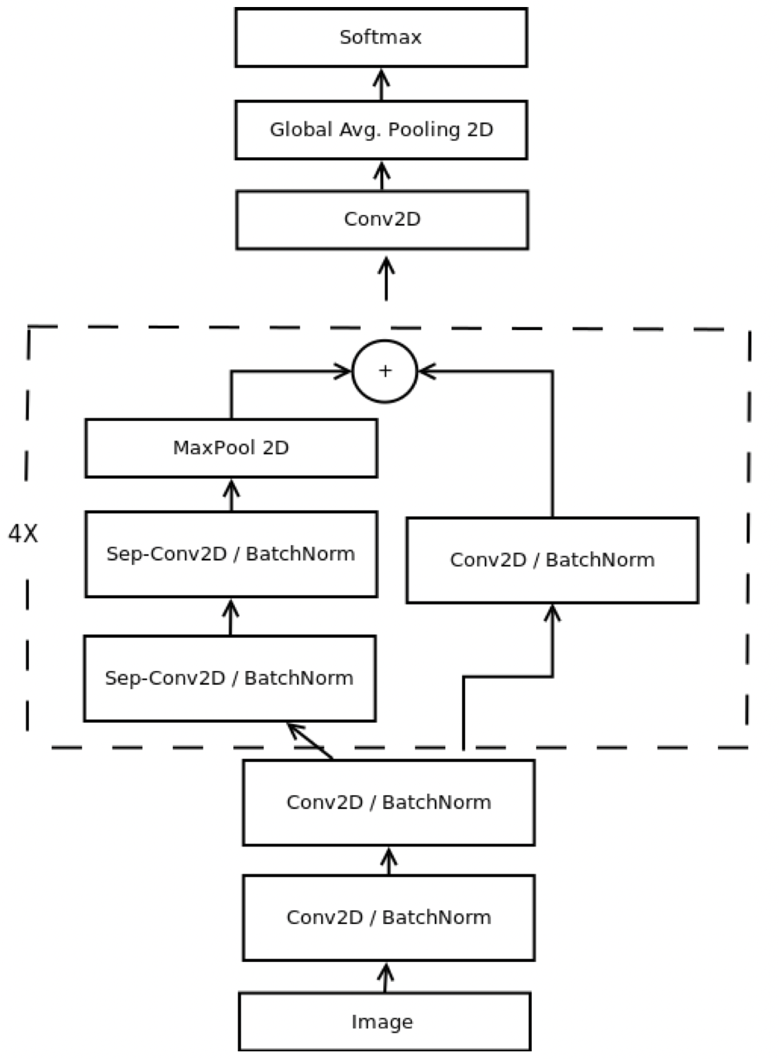 Softmax
Global Avg. Pooling 2D
Conv2D
+
MaxPool 2D
4X
Sep-Conv2D / BatchNorm
Conv2D / BatchNorm
Sep-Conv2D / BatchNorm
Conv2D / BatchNorm
Conv2D / BatchNorm
Image